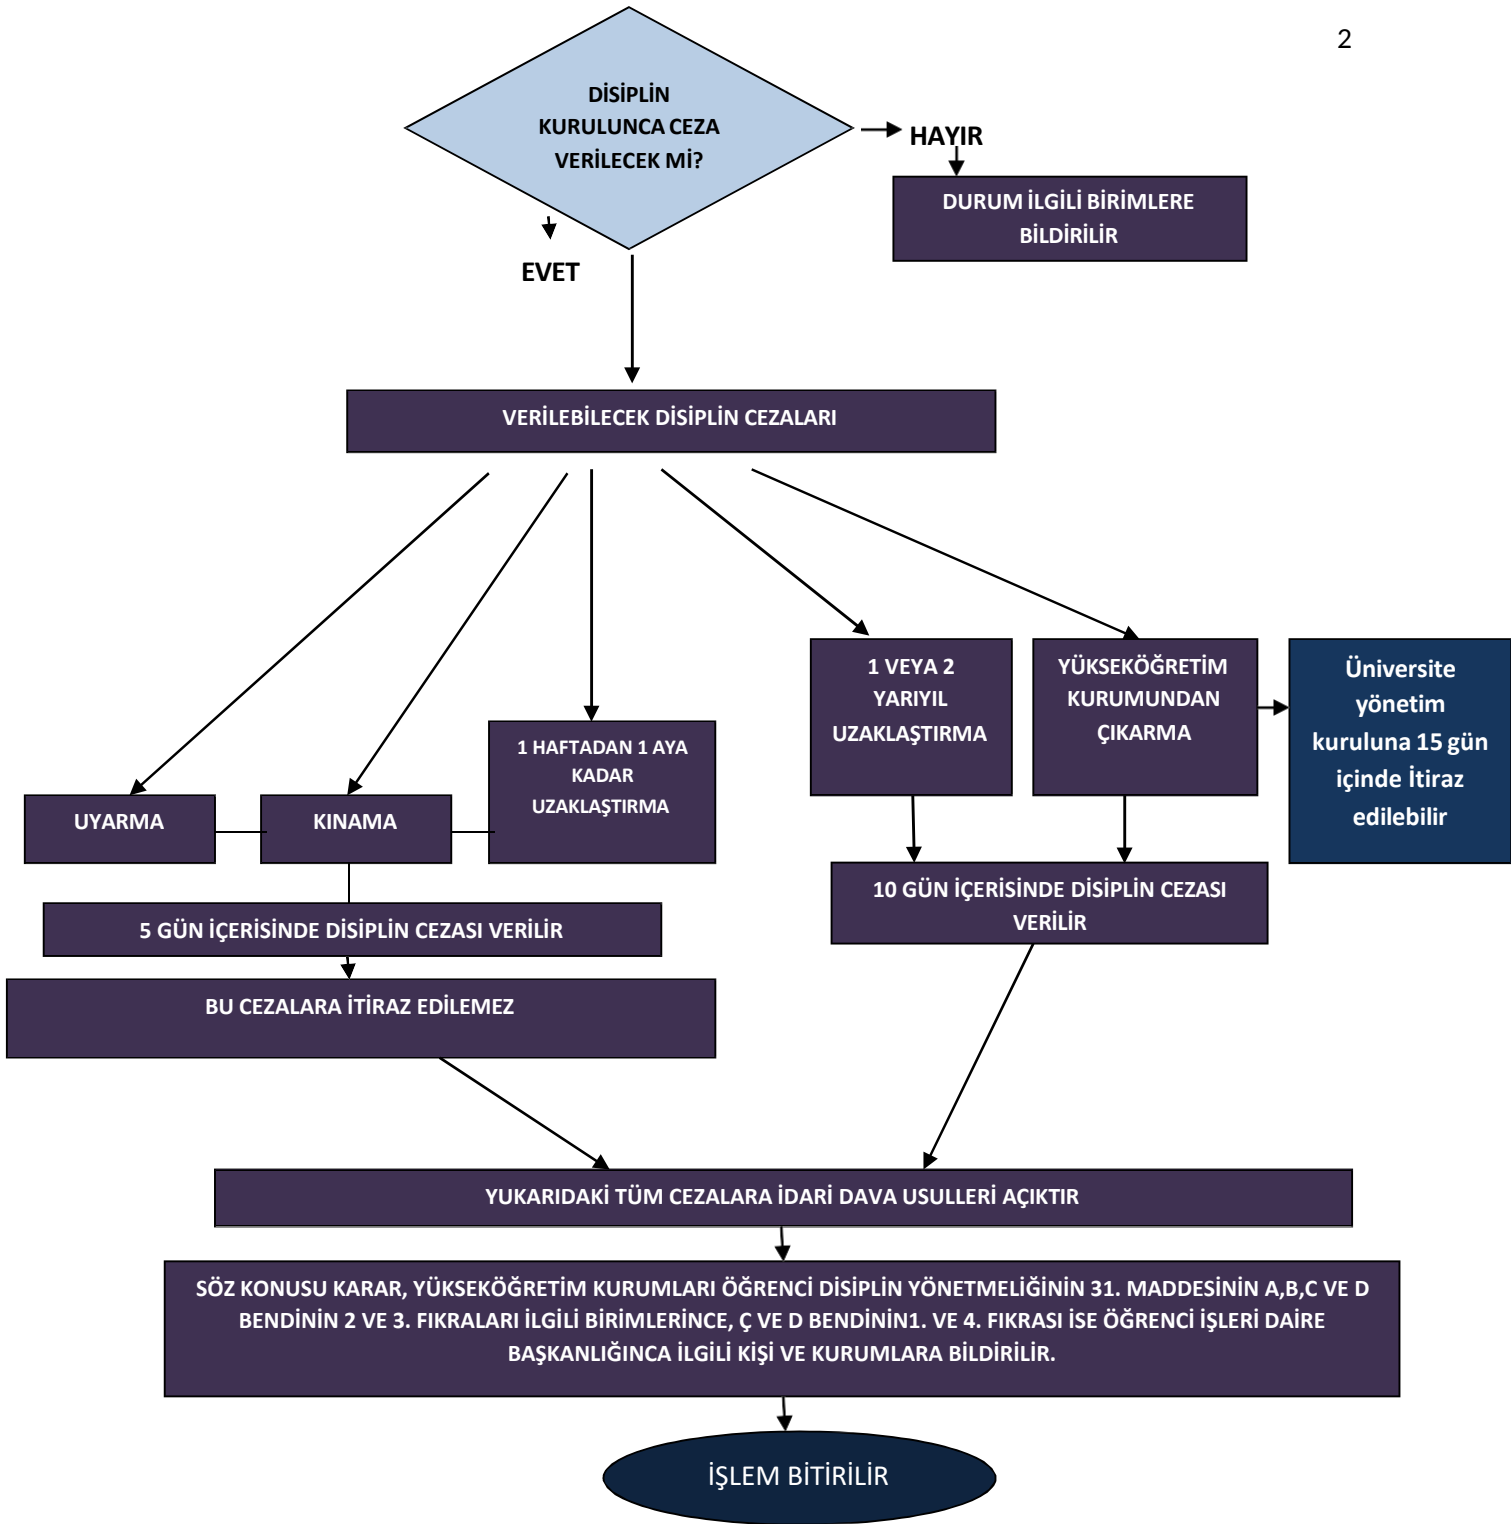 2
DİSİPLİN
KURULUNCA CEZA
VERİLECEK Mİ?
HAYIR
DURUM İLGİLİ BİRİMLERE
BİLDİRİLİR
EVET
VERİLEBİLECEK DİSİPLİN CEZALARI
UYARMA
KINAMA
1 HAFTADAN 1 AYA
KADAR
UZAKLAŞTIRMA
1 VEYA 2
YARIYIL
UZAKLAŞTIRMA
YÜKSEKÖĞRETİM
KURUMUNDAN
ÇIKARMA
Üniversite
yönetim
kuruluna 15 gün
içinde İtiraz
edilebilir
5 GÜN İÇERİSİNDE DİSİPLİN CEZASI VERİLİR
10 GÜN İÇERİSİNDE DİSİPLİN CEZASI
VERİLİR
BU CEZALARA İTİRAZ EDİLEMEZ
YUKARIDAKİ TÜM CEZALARA İDARİ DAVA USULLERİ AÇIKTIR
SÖZ KONUSU KARAR, YÜKSEKÖĞRETİM KURUMLARI ÖĞRENCİ DİSİPLİN YÖNETMELİĞİNİN 31. MADDESİNİN A,B,C VE D
BENDİNİN 2 VE 3. FIKRALARI İLGİLİ BİRİMLERİNCE, Ç VE D BENDİNİN1. VE 4. FIKRASI İSE ÖĞRENCİ İŞLERİ DAİRE
BAŞKANLIĞINCA İLGİLİ KİŞİ VE KURUMLARA BİLDİRİLİR.
İŞLEM BİTİRİLİR